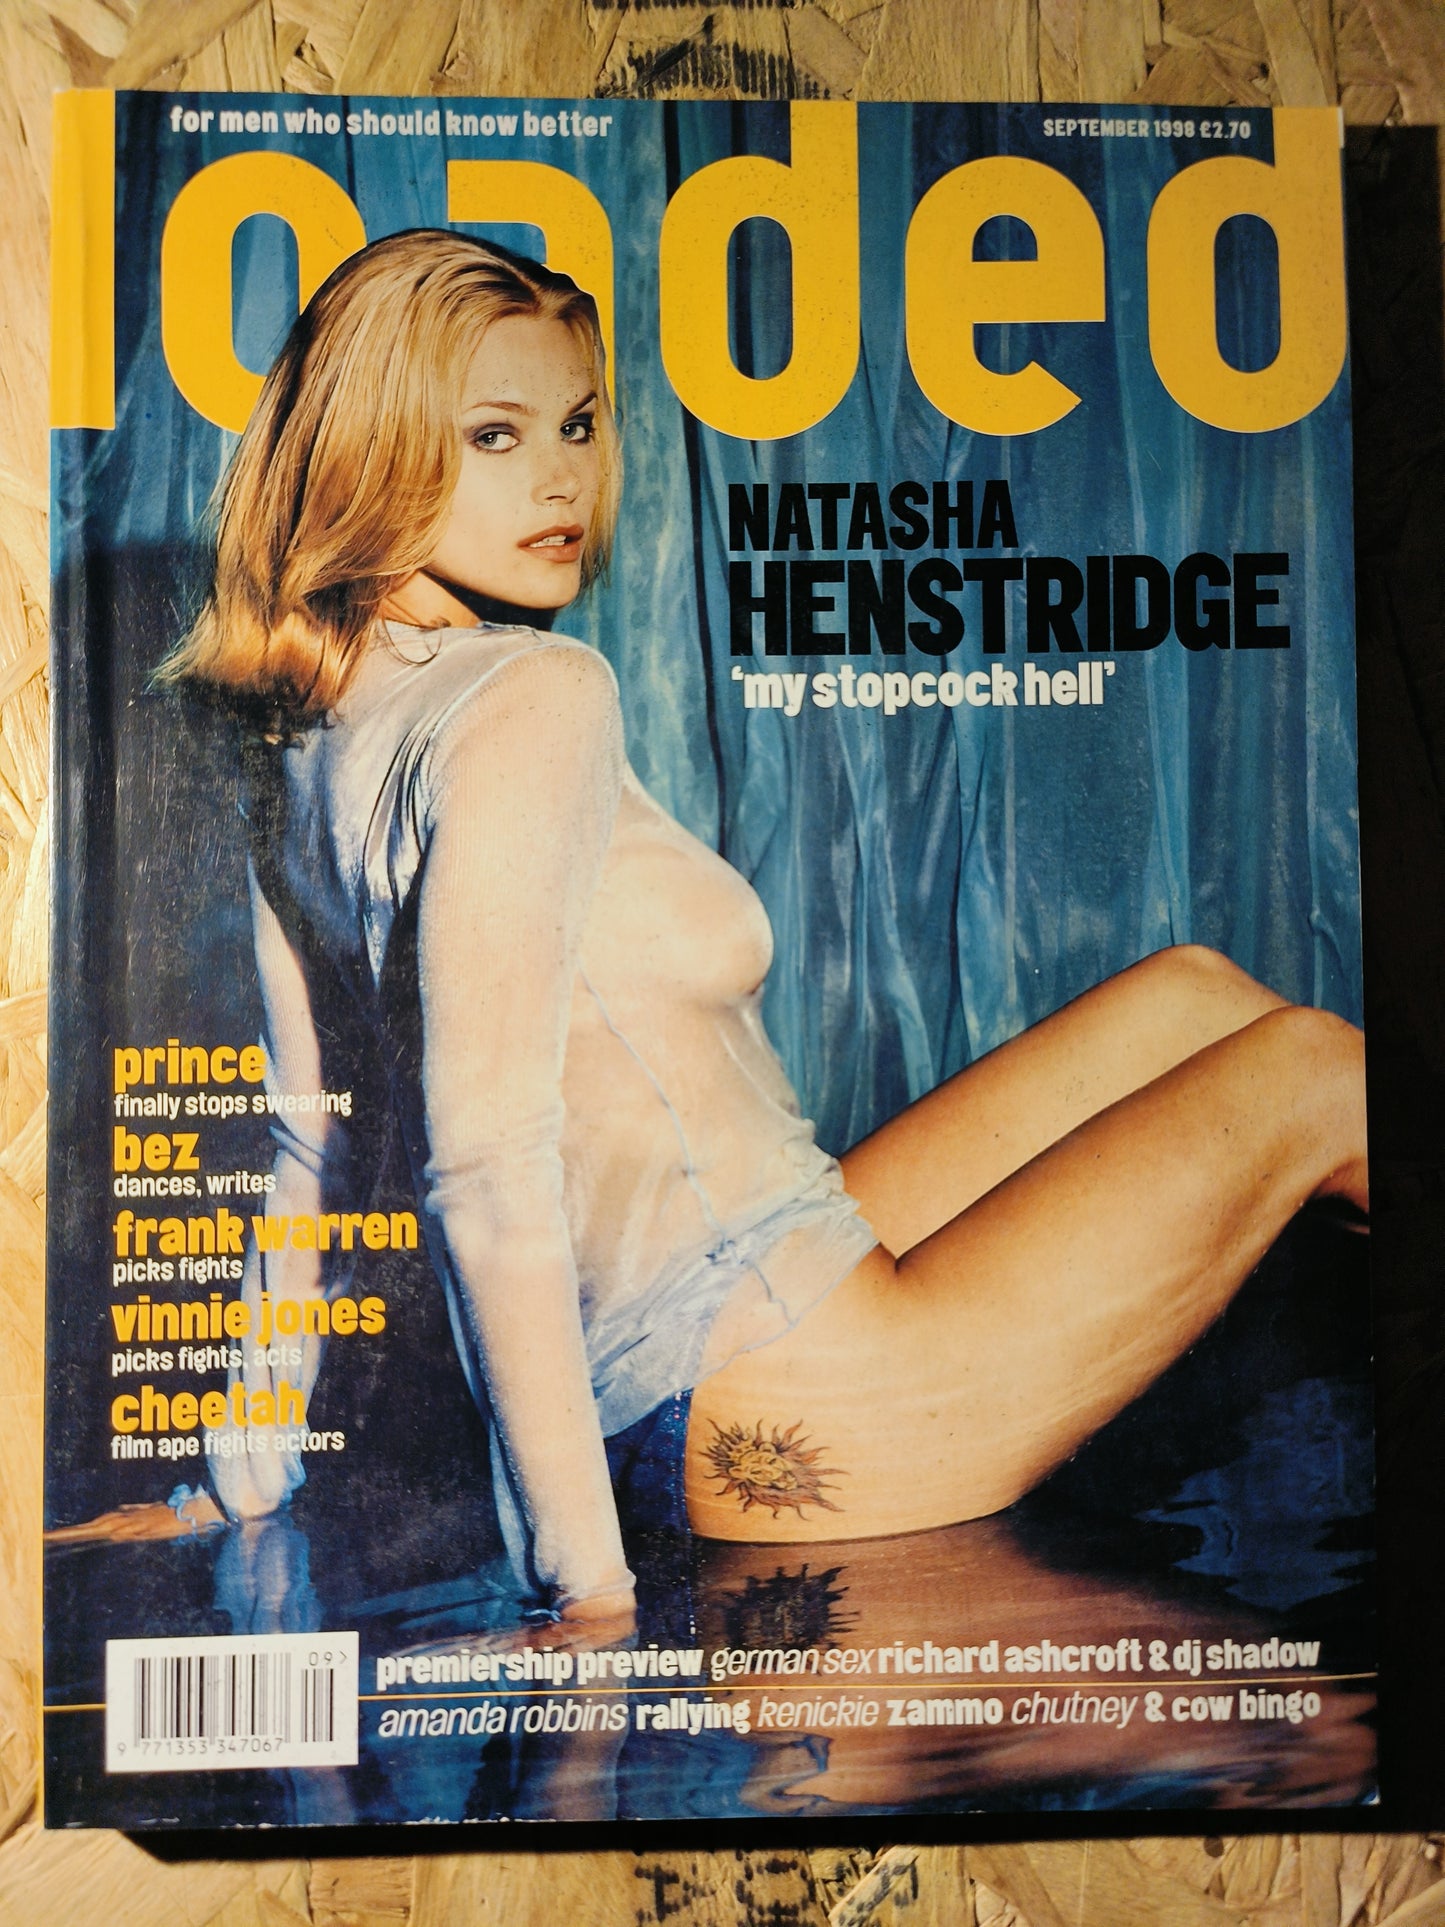 for men who should know better
SEPTEMBER 1998 £2.70
loaded
NATASHA
HENSTRIDGE
‘my stopcock hell’
prince
finally stops swearing
bez
dances, writes
frank warren
picks fights
vinnie jones
picks fights, acts
cheetah
film ape fights actors
09>
premiership preview german sex richard ashcroft & dj shadow
amanda robbins rallying kenickie zammo chutney & cow bingo
9 771353 347067